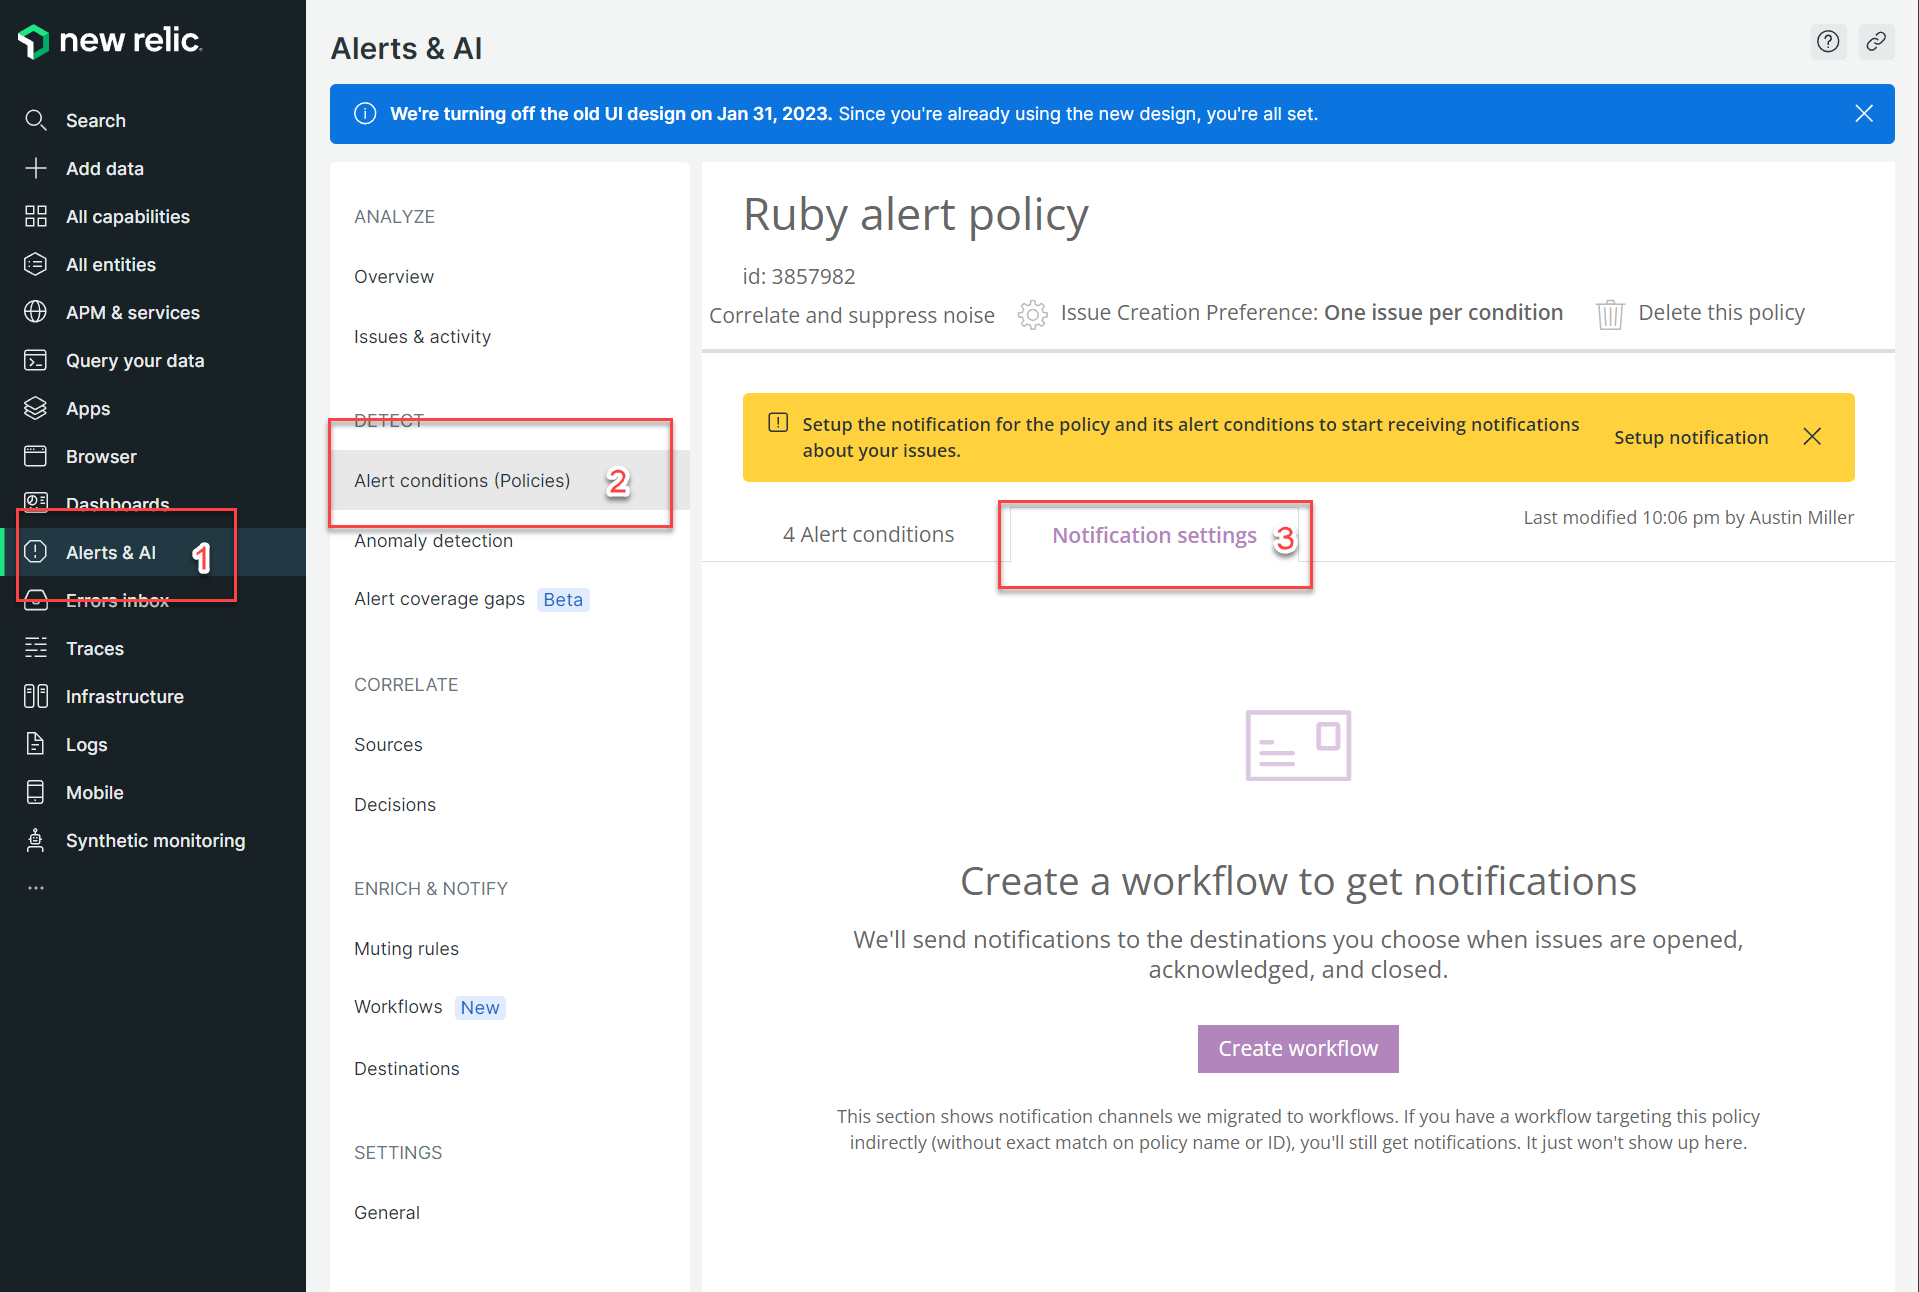 new relic.
Search
Add data
All capabilities
All entities
APM & services
Query your data
Apps
Browser
Dashboards
Alerts & AI
1
Errors inbox
Traces
Infrastructure
Logs
Mobile
Synthetic monitoring
...
Alerts & AI
We're turning off the old UI design on Jan 31, 2023. Since you're already using the new design, you're all set.
ANALYZE
Overview
Issues & activity
DETECT
Alert conditions (Policies)
2
Anomaly detection
Alert coverage gaps Beta
CORRELATE
Sources
Decisions
ENRICH & NOTIFY
Muting rules
Workflows New
Destinations
SETTINGS
General
Ruby alert policy
id: 3857982
Correlate and suppress noise
Issue Creation Preference: One issue per condition
Delete this policy
Setup the notification for the policy and its alert conditions to start receiving notifications
about your issues.
Setup notification
4 Alert conditions
Notification settings
3
Last modified 10:06 pm by Austin Miller
Create a workflow to get notifications
We'll send notifications to the destinations you choose when issues are opened,
acknowledged, and closed.
Create workflow
This section shows notification channels we migrated to workflows. If you have a workflow targeting this policy
indirectly (without exact match on policy name or ID), you'll still get notifications. It just won't show up here.